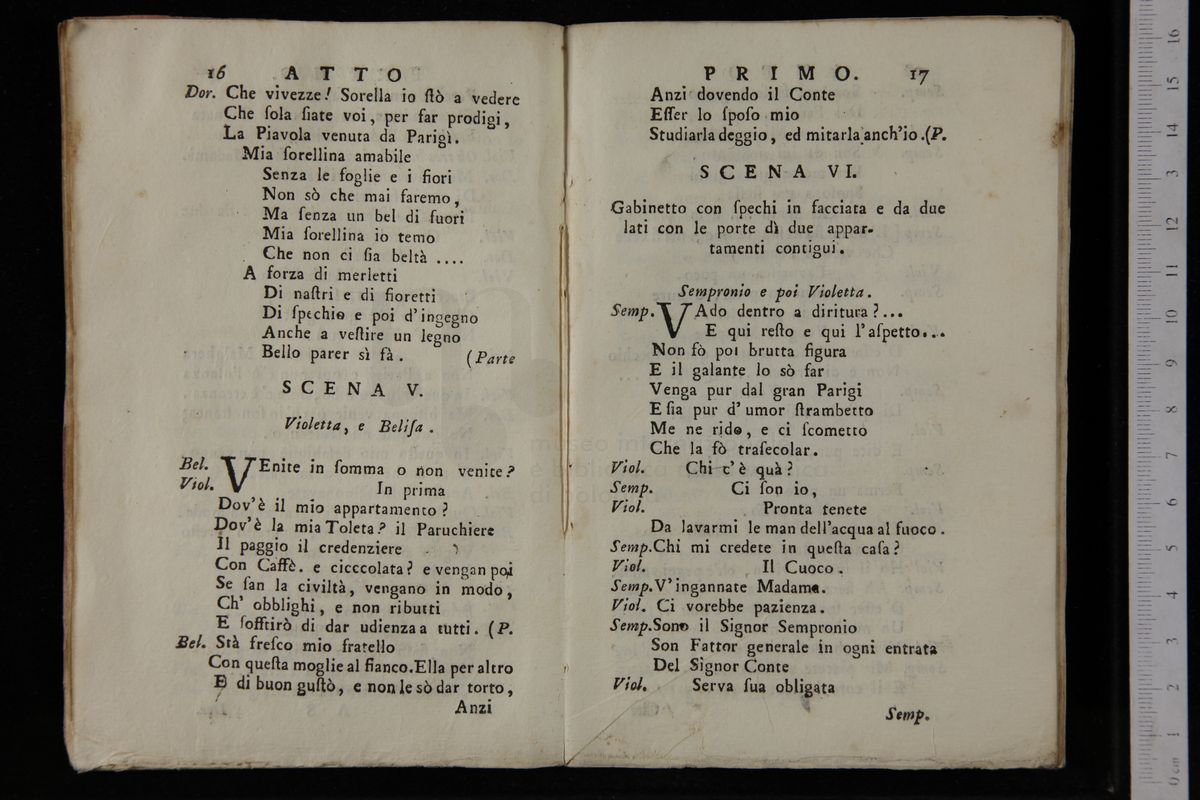 16 ATTO
Dor. Che vivezze! Sorella io ſtò a vedere
Che ſola ſiate voi, per far prodigi,
La Piavola venuta da Parigi.
Mia ſorellina amabile
Senza le foglie e i fiori
Non sò che mai faremo,
Ma ſenza un bel di fuori
Mia ſorellina io temo
Che non ci ſia beltà ....
A forza di merletti
Di naſtri e di fioretti
Di ſpechio e poi d'ingegno
Anche a veſtire un legno
Bello parer sì fà. (Parte
SCENA V.
Violetta, e Beliſa.
Bel. VEnite in ſomma o non venite?
Viol. In prima
Dov'è il mio appartamento?
Dov'è la mia Toleta? il Paruchiere
Il paggio il credenziere
Con Caffè. e cicccolata? e vengan poi
Se ſan la civiltà, vengano in modo,
Ch' obblighi, e non ributti
E ſofftirò di dar udienza a tutti. (P.
Bel. Stà freſco mio fratello
Con queſta moglie al fianco. Ella per altro
E di buon guſtò, e non le sò dar torto,
Anzi
PRIMO. 17
Anzi dovendo il Conte
Eſſer lo ſpoſo mio
Studiarla deggio, ed mitarla anch'io. (P.
SCENA VI.
Gabinetto con ſpechi in facciata e da due
lati con le porte dì due appar-
tamenti contigui.
Sempronio e poi Violetta.
Semp. VAdo dentro a diritura?...
E qui reſto e qui l'aſpetto...
Non fò poi brutta figura
E il galante lo sò far
Venga pur dal gran Parigi
E ſia pur d' umor ſtrambetto
Me ne rido, e ci ſcometto
Che la fò traſecolar.
Viol. Chi c'è quà?
Semp. Ci ſon io,
Viol. Pronta tenete
Da lavarmi le man dell'acqua al fuoco.
Semp. Chi mi credete in queſta caſa?
Viol. Il Cuoco.
Semp. V' ingannate Madama.
Viol. Ci vorebbe pazienza.
Semp. Sono il Signor Sempronio
Son Fattor generale in ogni entrata
Del Signor Conte
Viol. Serva ſua obligata
Semp.